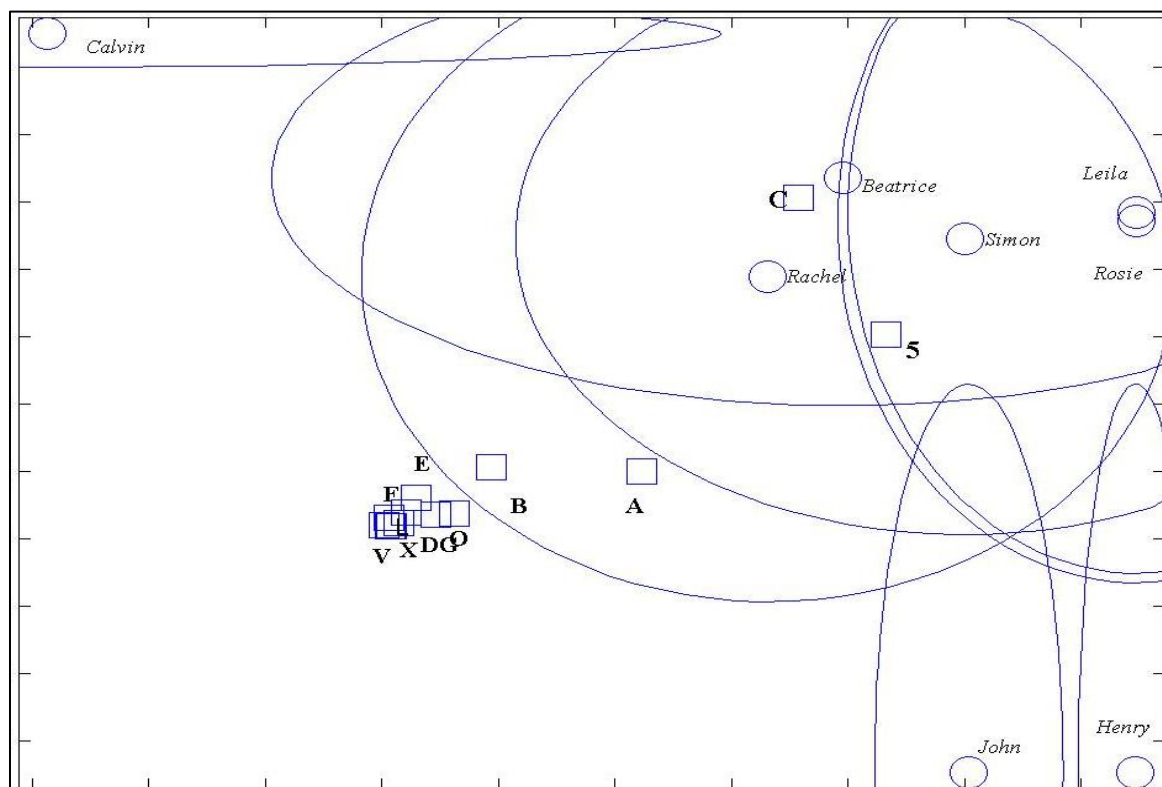 Calvin
Leila
C
Beatrice
Simon
Rosie
Rachel
5
E
B
A
F
L
V
X
D
G
O
Henry
John